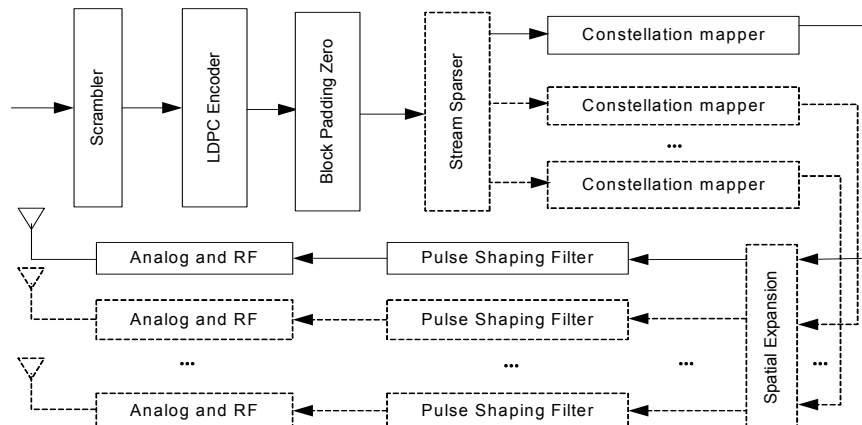 Scrambler
LDPC Encoder
Block Padding Zero
Stream Sparser
Constellation mapper
Constellation mapper
...
Constellation mapper
Analog and RF
Pulse Shaping Filter
Analog and RF
Pulse Shaping Filter
...
...
...
...
Analog and RF
Pulse Shaping Filter
Spatial Expansion